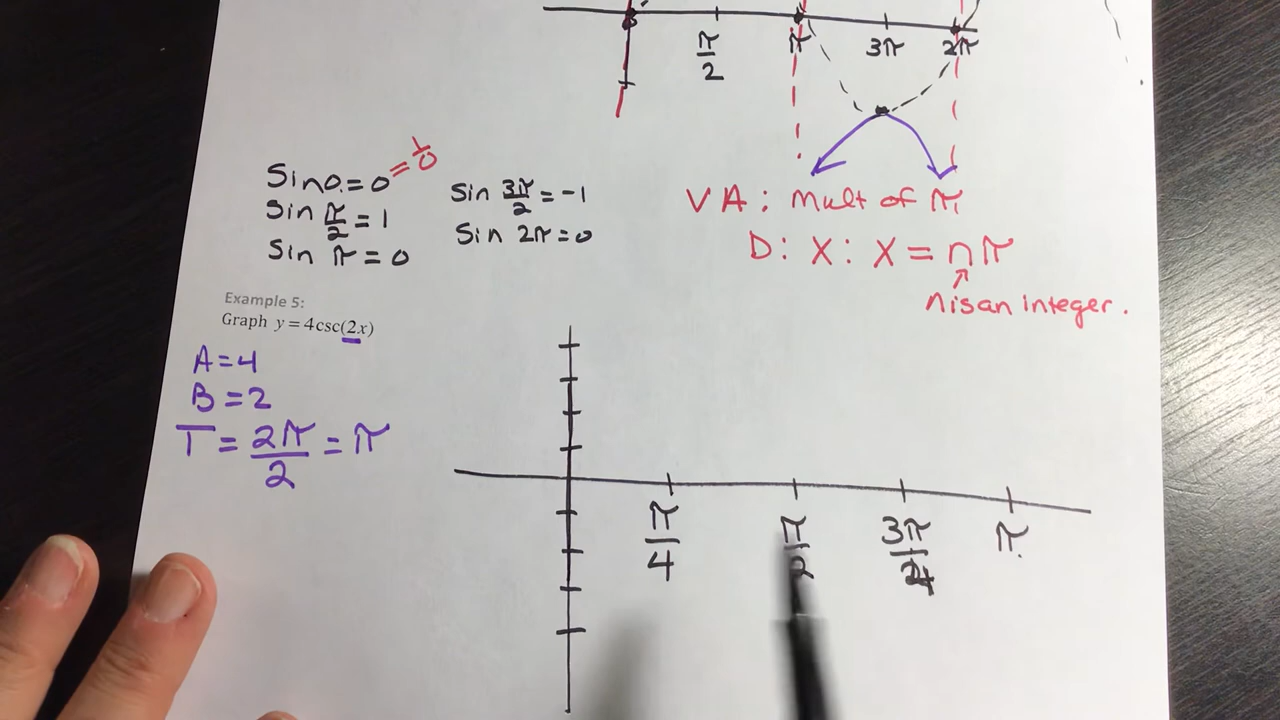 π/2 π 3π 2π
Sin 0 = 0 = 1/0
Sin π/2 = 1
Sin π = 0
Sin 3π/2 = -1
Sin 2π = 0
VA: mult of π
D: X: X = nπ
n is an integer.
Example 5:
Graph y = 4csc(2x)
A = 4
B = 2
T = 2π/2 = π
π/4 π/2 3π/4 π